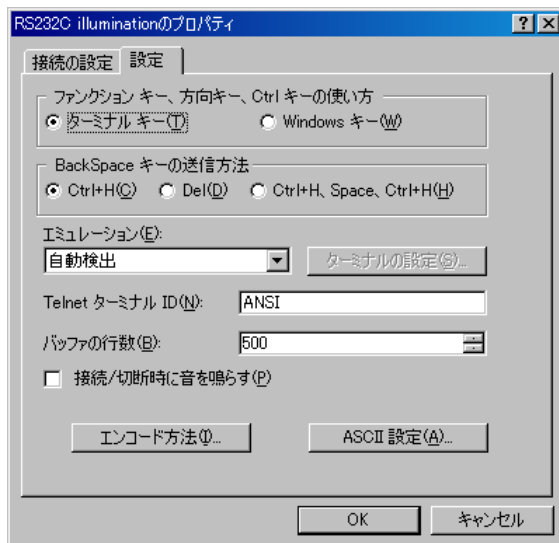 RS232C illuminationのプロパティ
接続の設定 設定
ファンクション キー、方向キー、Ctrl キーの使い方
ターミナル キー(T) Windows キー(W)
BackSpace キーの送信方法
Ctrl+H(C) Del(D) Ctrl+H、Space、Ctrl+H(H)
エミュレーション(E):
自動検出 ターミナルの設定(S)...
Telnet ターミナル ID(N): ANSI
バッファの行数(B): 500
接続/切断時に音を鳴らす(P)
エンコード方法(I)... ASCII 設定(A)...
OK キャンセル